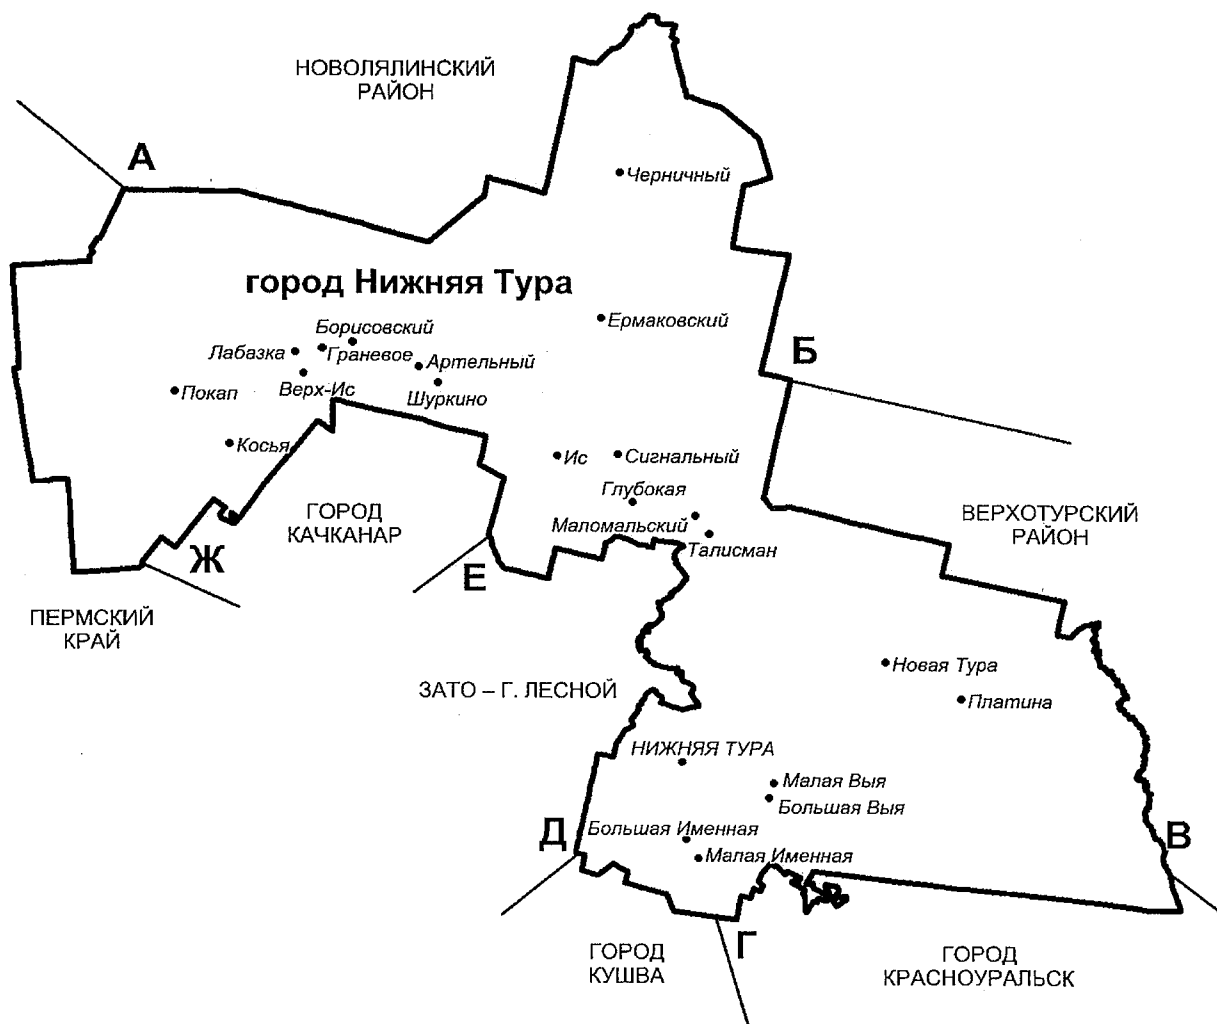 НОВОЛЯЛИНСКИЙ
РАЙОН
А
Черничный
город Нижняя Тура
Борисовский
Ермаковский
Лабазка
Граневое
Артельный
Б
Покап
Верх-Ис
Шуркино
Косья
Ис
Сигнальный
Глубокая
ГОРОД
КАЧКАНАР
Маломальский
Талисман
ВЕРХОТУРСКИЙ
РАЙОН
Ж
Е
ПЕРМСКИЙ
КРАЙ
Новая Тура
ЗАТО – Г. ЛЕСНОЙ
Платина
НИЖНЯЯ ТУРА
Малая Выя
Большая Выя
Д
Большая Именная
В
Малая Именная
Г
ГОРОД
КУШВА
ГОРОД
КРАСНОУРАЛЬСК